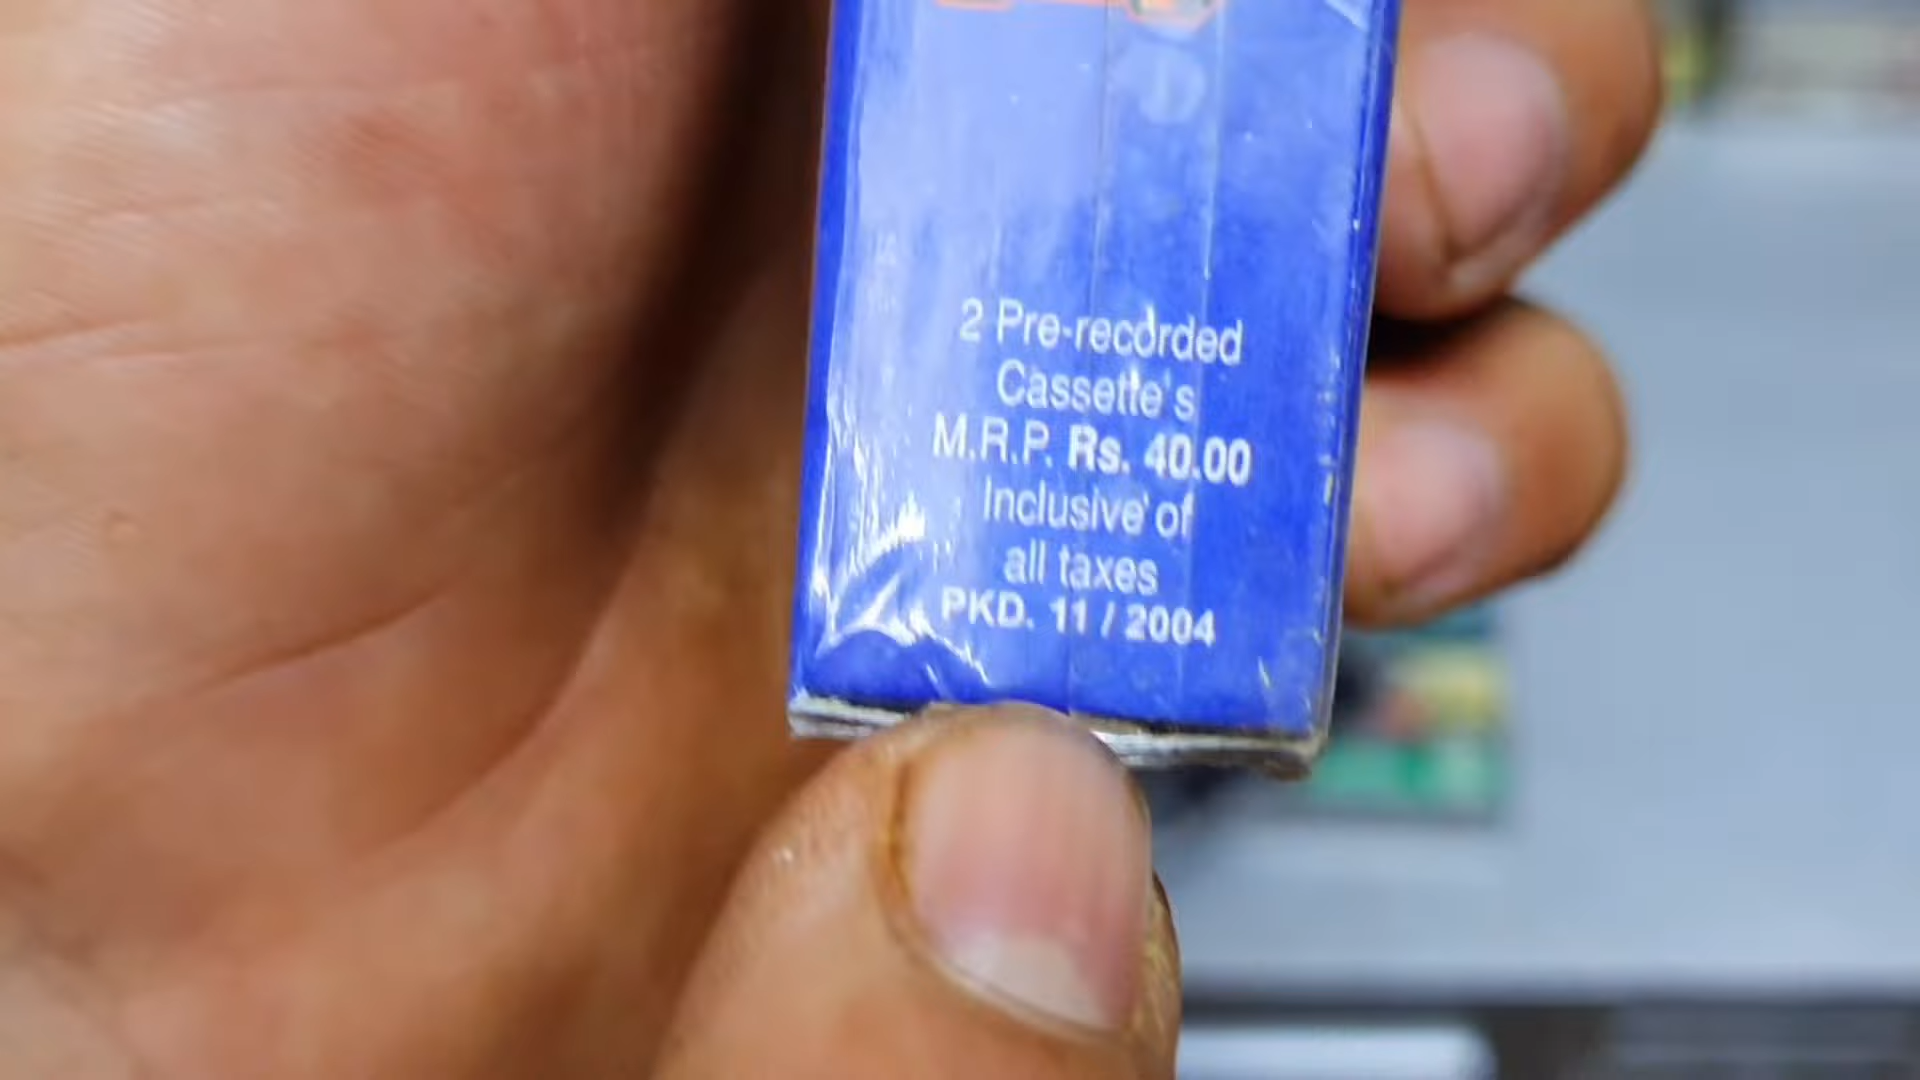 2 Pre-recorded
Cassette's
M.R.P. Rs. 40.00
Inclusive of
all taxes
PKD. 11 / 2004